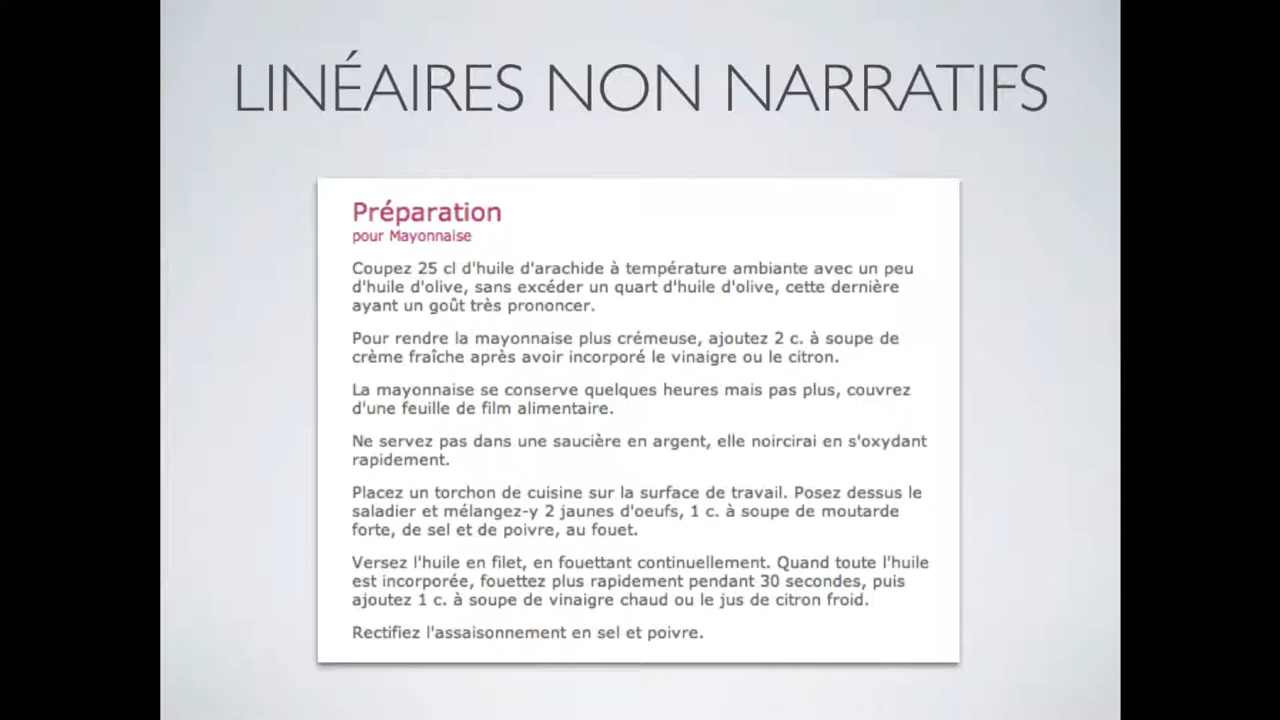 LINÉAIRES NON NARRATIFS
Préparation
pour Mayonnaise
Coupez 25 cl d'huile d'arachide à température ambiante avec un peu
d'huile d'olive, sans excéder un quart d'huile d'olive, cette dernière
ayant un goût très prononcer.
Pour rendre la mayonnaise plus crémeuse, ajoutez 2 c. à soupe de
crème fraîche après avoir incorporé le vinaigre ou le citron.
La mayonnaise se conserve quelques heures mais pas plus, couvrez
d'une feuille de film alimentaire.
Ne servez pas dans une saucière en argent, elle noircirai en s'oxydant
rapidement.
Placez un torchon de cuisine sur la surface de travail. Posez dessus le
saladier et mélangez-y 2 jaunes d'oeufs, 1 c. à soupe de moutarde
forte, de sel et de poivre, au fouet.
Versez l'huile en filet, en fouettant continuellement. Quand toute l'huile
est incorporée, fouettez plus rapidement pendant 30 secondes, puis
ajoutez 1 c. à soupe de vinaigre chaud ou le jus de citron froid.
Rectifiez l'assaisonnement en sel et poivre.